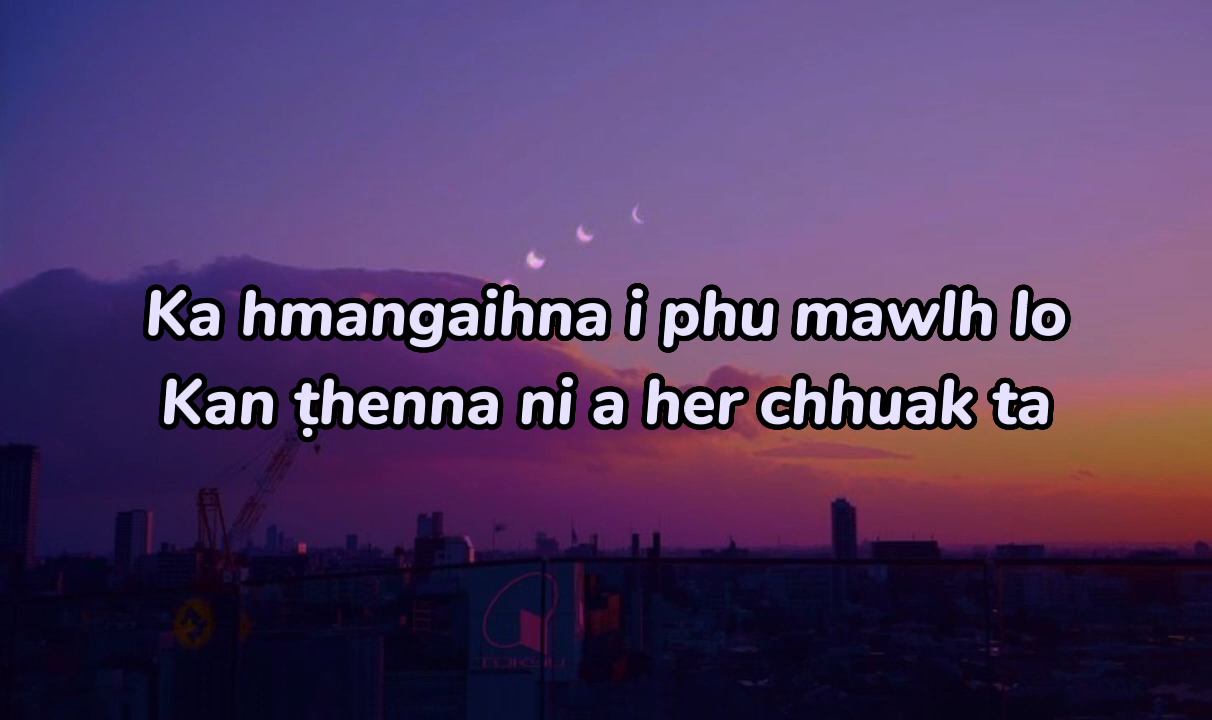 Ka hmangaihna i phu mawlh lo
Kan ṭhenna ni a her chhuak ta